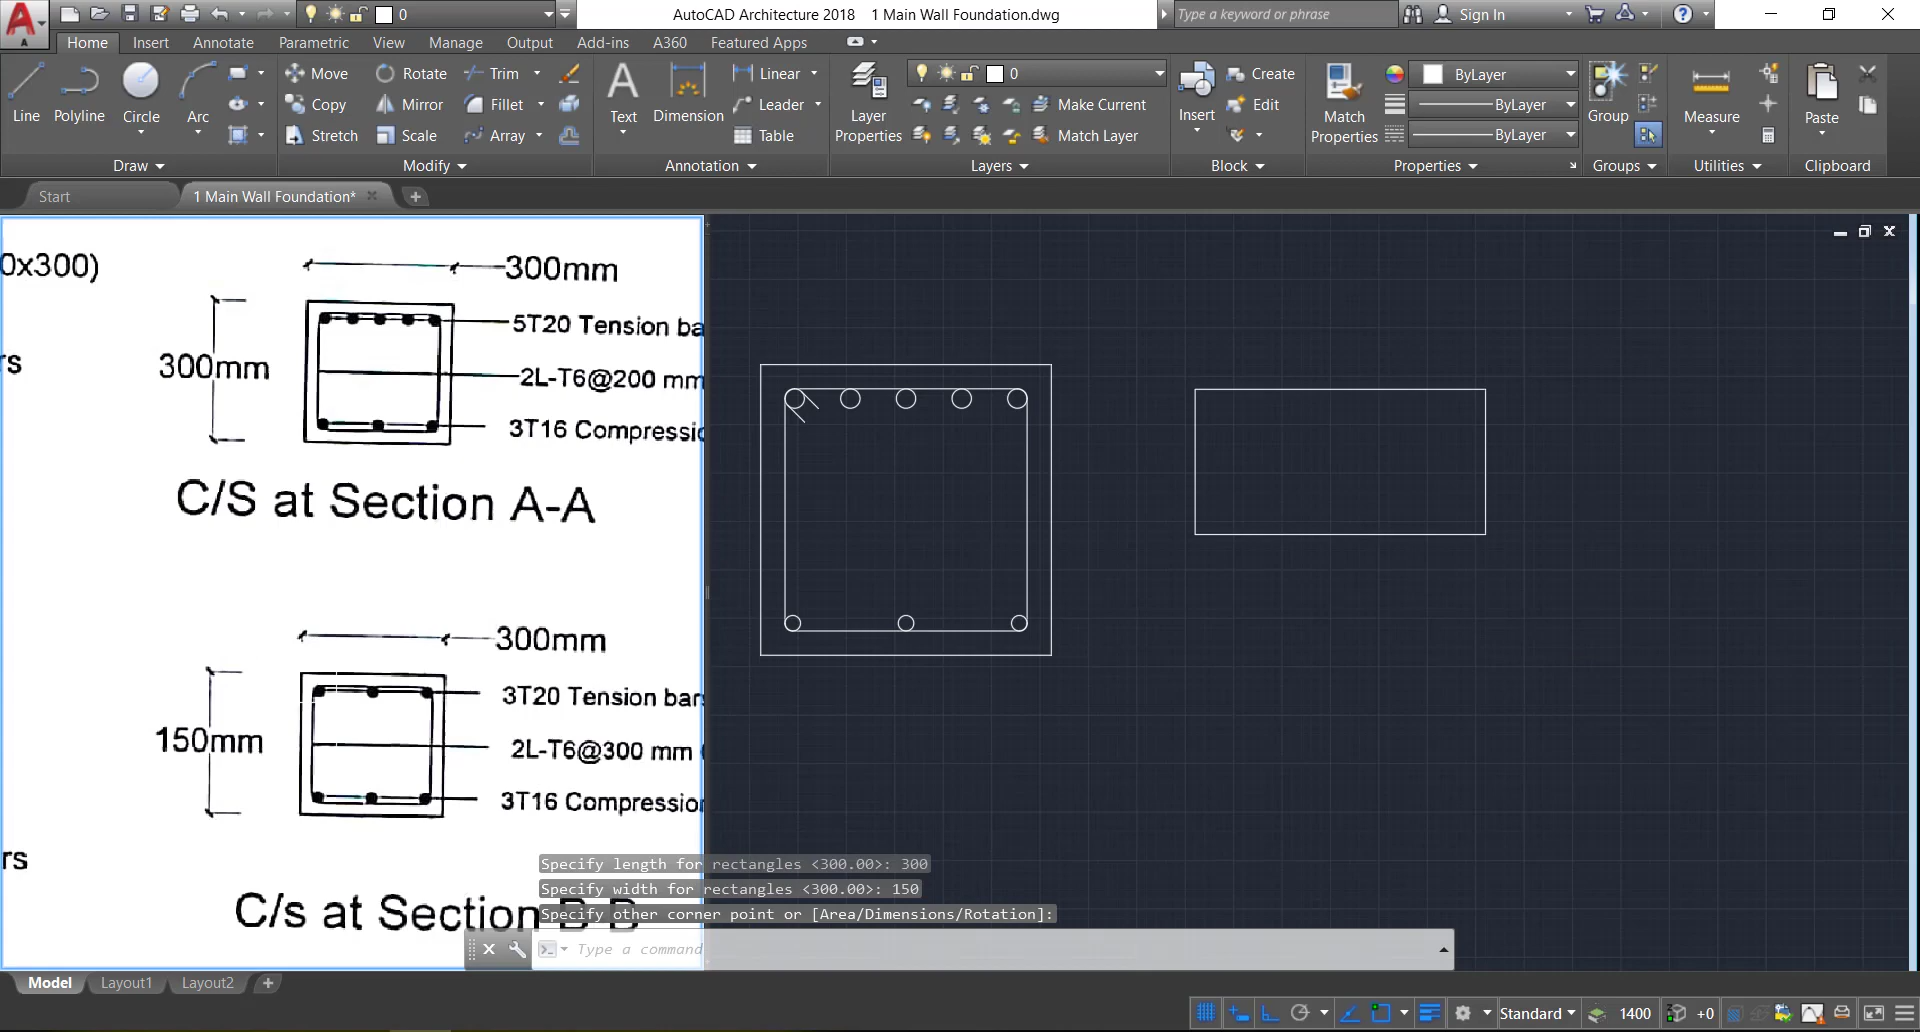 0
AutoCAD Architecture 2018 1 Main Wall Foundation.dwg
Type a keyword or phrase
Sign In
Home Insert Annotate Parametric View Manage Output Add-ins A360 Featured Apps
Line Polyline Circle Arc
Move Rotate Trim
Copy Mirror Fillet
Stretch Scale Array
Text Dimension
Linear
Leader
Table
Layer Properties
0
Make Current
Match Layer
Insert
Create
Edit
Match Properties
ByLayer
ByLayer
ByLayer
Group
Measure
Paste
Draw Modify Annotation Layers Block Properties Groups Utilities Clipboard
Start 1 Main Wall Foundation*
0x300)
300mm
5T20 Tension ba
rs
300mm
2L-T6@200 mm
3T16 Compressio
C/S at Section A-A
300mm
3T20 Tension bars
150mm
2L-T6@300 mm
3T16 Compression
rs
C/s at Section B-B
Specify length for rectangles <300.00>: 300
Specify width for rectangles <300.00>: 150
Specify other corner point or [Area/Dimensions/Rotation]:
Type a command
Model Layout1 Layout2
Standard 1400 +0